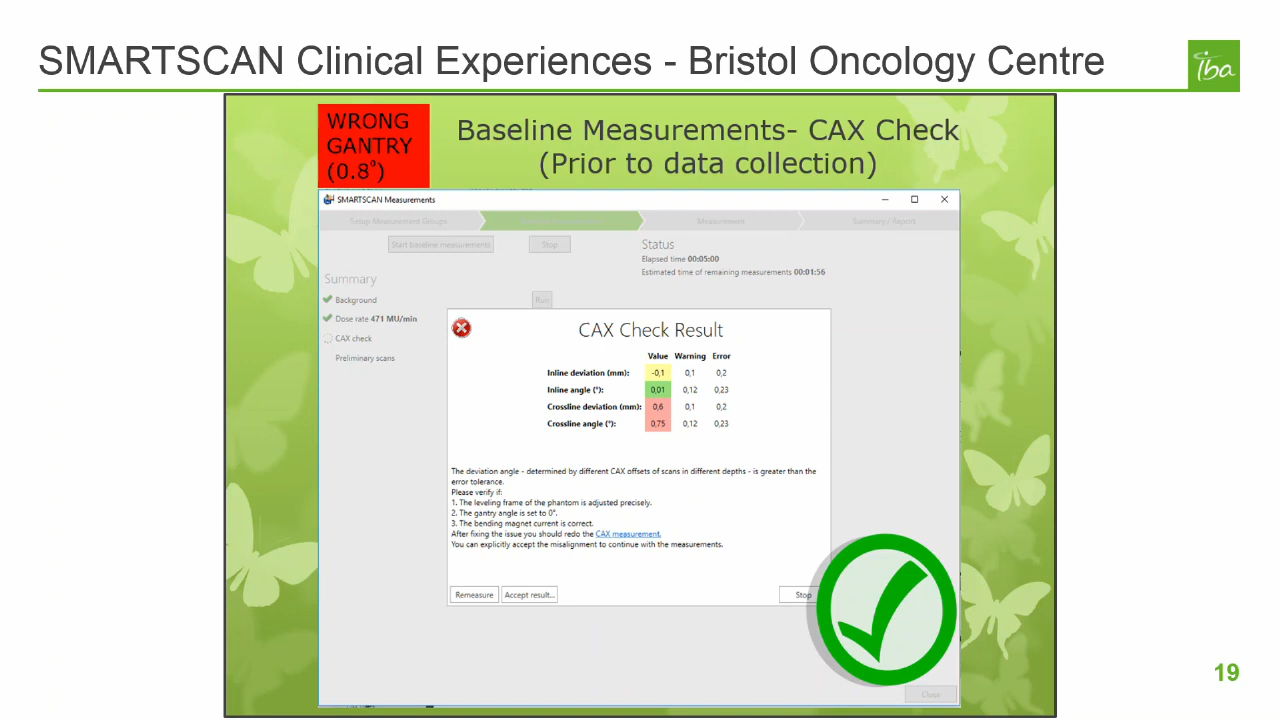 SMARTSCAN Clinical Experiences - Bristol Oncology Centre
iba
WRONG
GANTRY
(0.8°)
Baseline Measurements- CAX Check
(Prior to data collection)
SMARTSCAN Measurements
Setup Measurement Groups
Measurement
Summary / Report
Start baseline measurements
Stop
Status
Elapsed time 00:05:00
Estimated time of remaining measurements 00:01:56
Summary
Background
Run
Dose rate 471 MU/min
CAX check
Preliminary scans
CAX Check Result
Value Warning Error
Inline deviation (mm): -0,1 0,1 0,2
Inline angle (°): 0,01 0,12 0,23
Crossline deviation (mm): 0,6 0,1 0,2
Crossline angle (°): 0,75 0,12 0,23
The deviation angle - determined by different CAX offsets of scans in different depths - is greater than the
error tolerance.
Please verify if:
1. The leveling frame of the phantom is adjusted precisely.
2. The gantry angle is set to 0°.
3. The bending magnet current is correct.
After fixing the issue you should redo the CAX measurement.
You can explicitly accept the misalignment to continue with the measurements.
Remeasure
Accept result...
Stop
Close
19